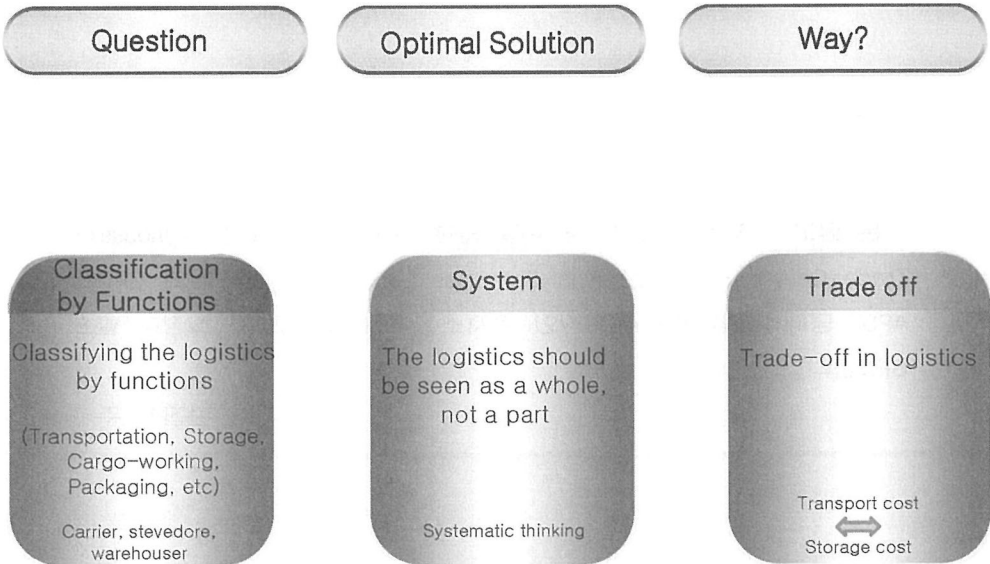 Question
Optimal Solution
Way?
Classification
by Functions
Classifying the logistics
by functions
(Transportation, Storage,
Cargo-working,
Packaging, etc)
Carrier, stevedore,
warehouser
System
The logistics should
be seen as a whole,
not a part
Systematic thinking
Trade off
Trade-off in logistics
Transport cost
Storage cost